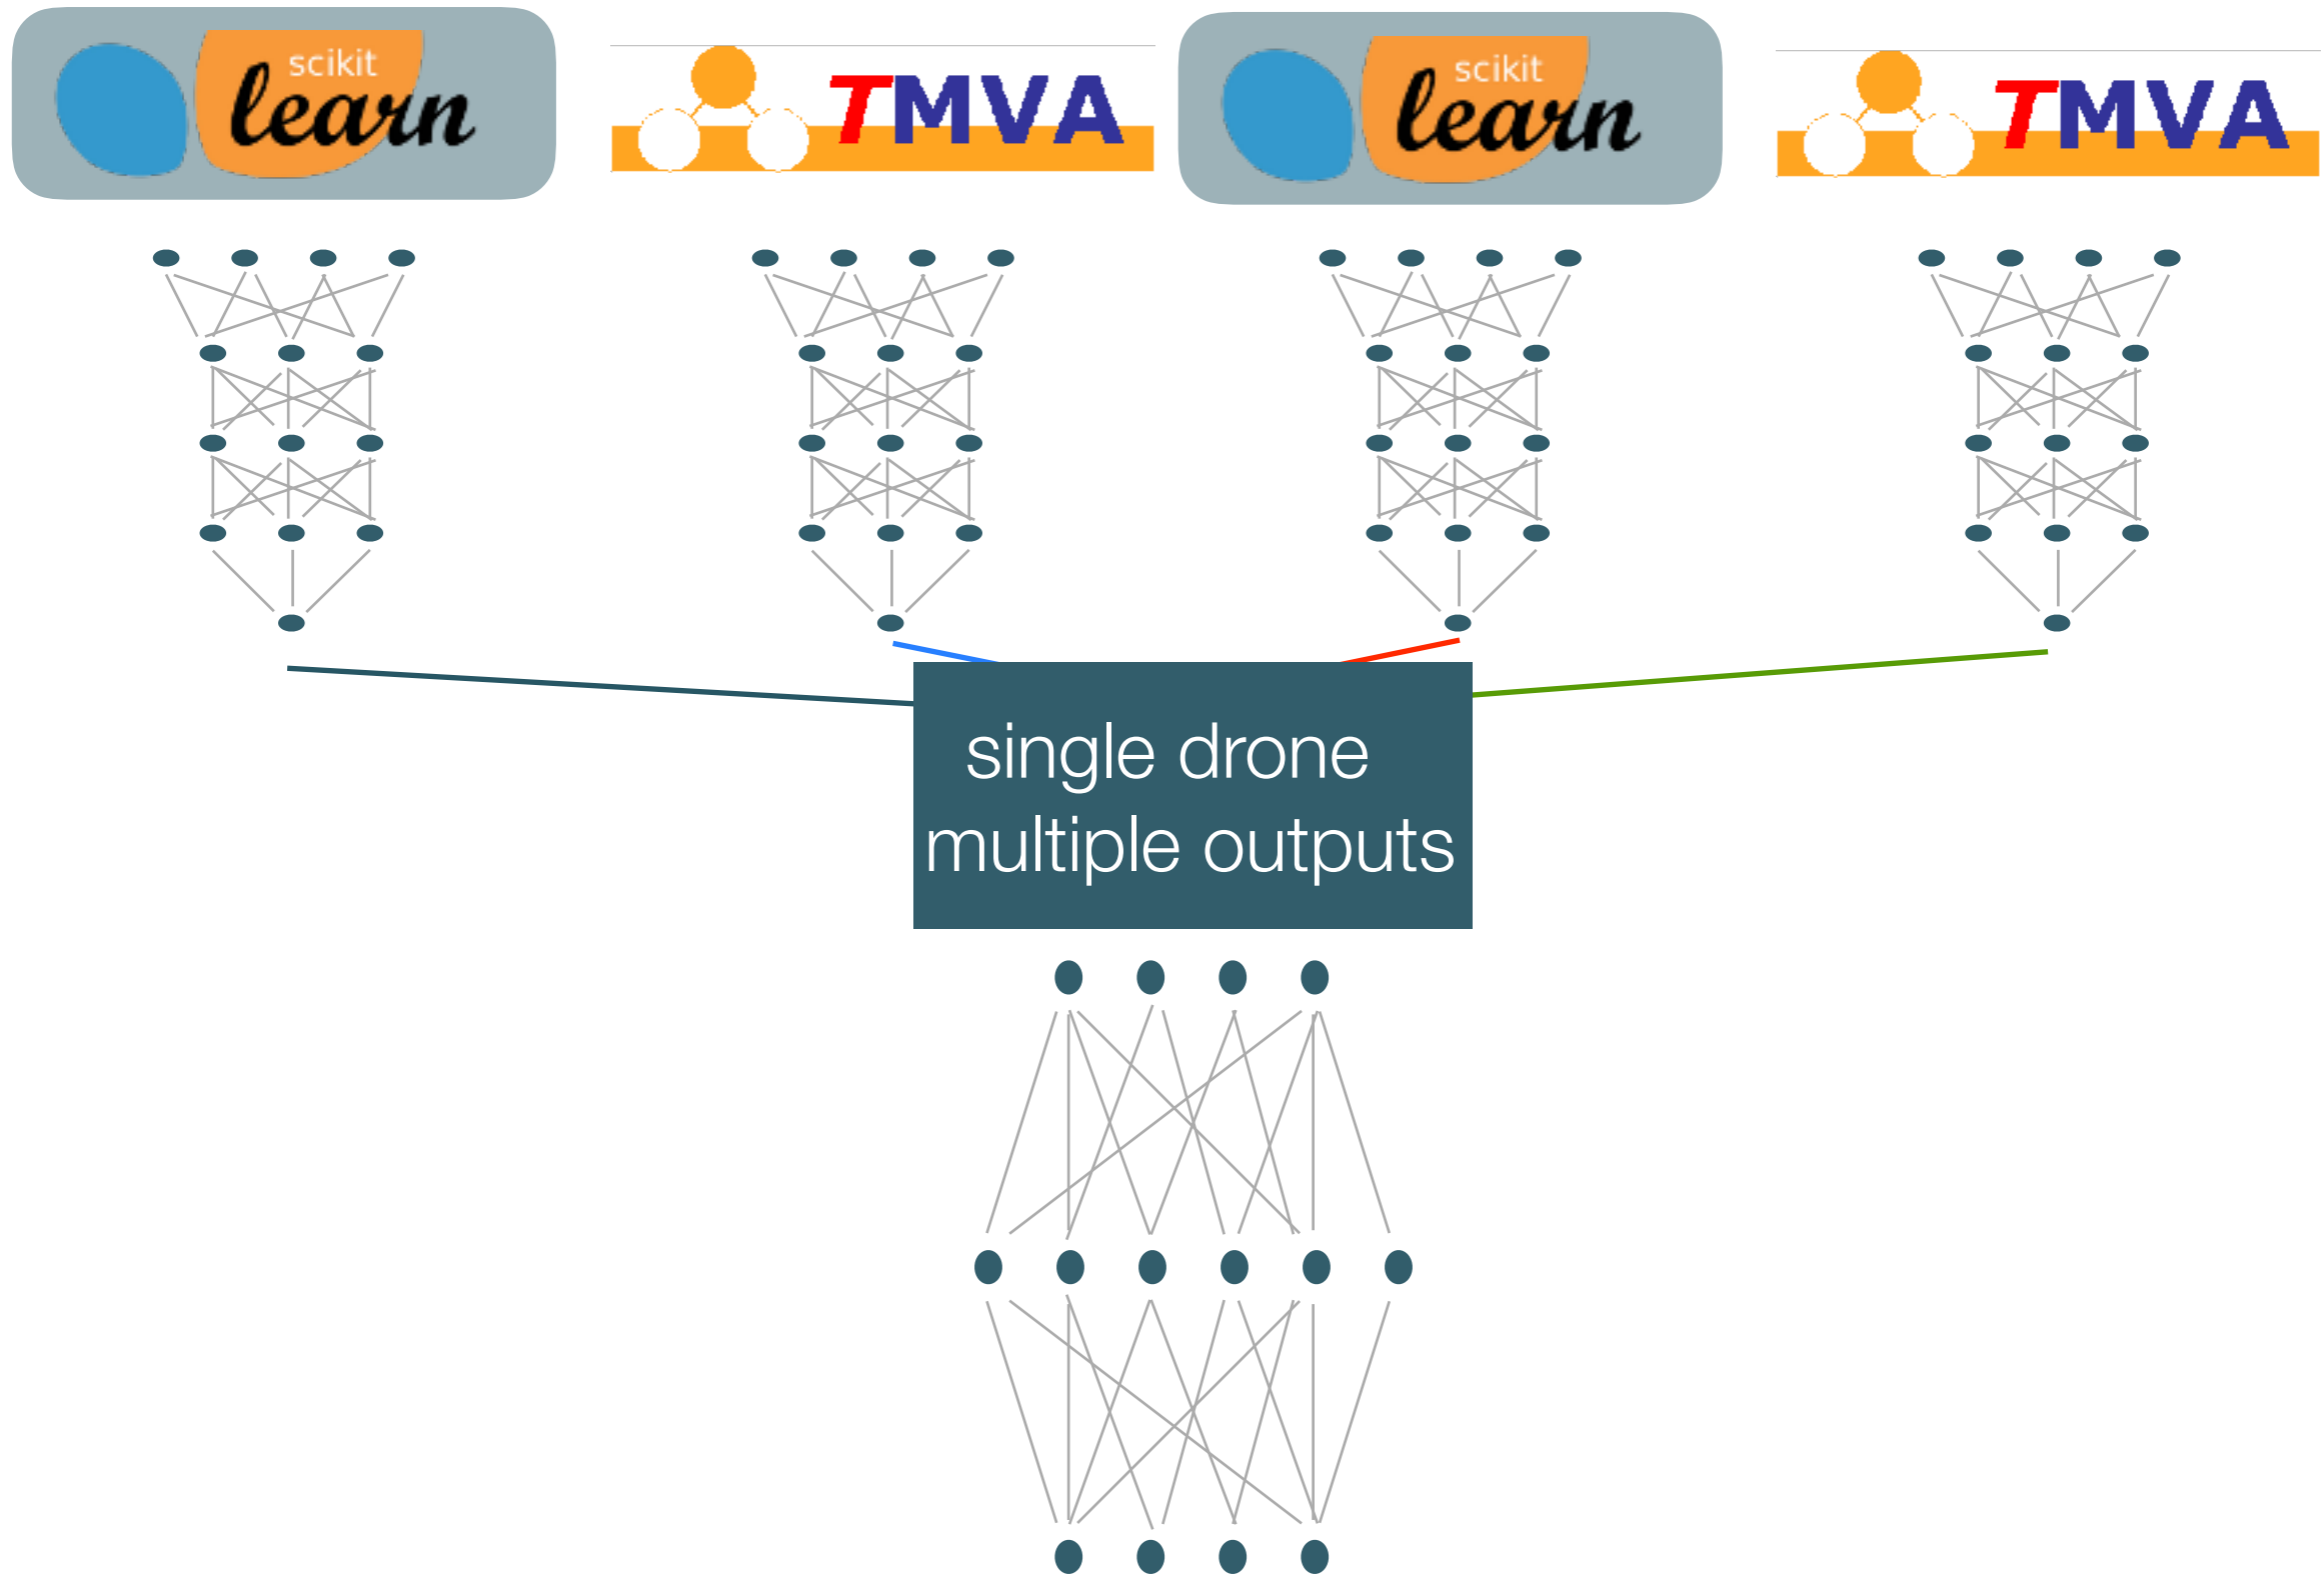 scikit
learn
TMVA
scikit
learn
TMVA
single drone
multiple outputs